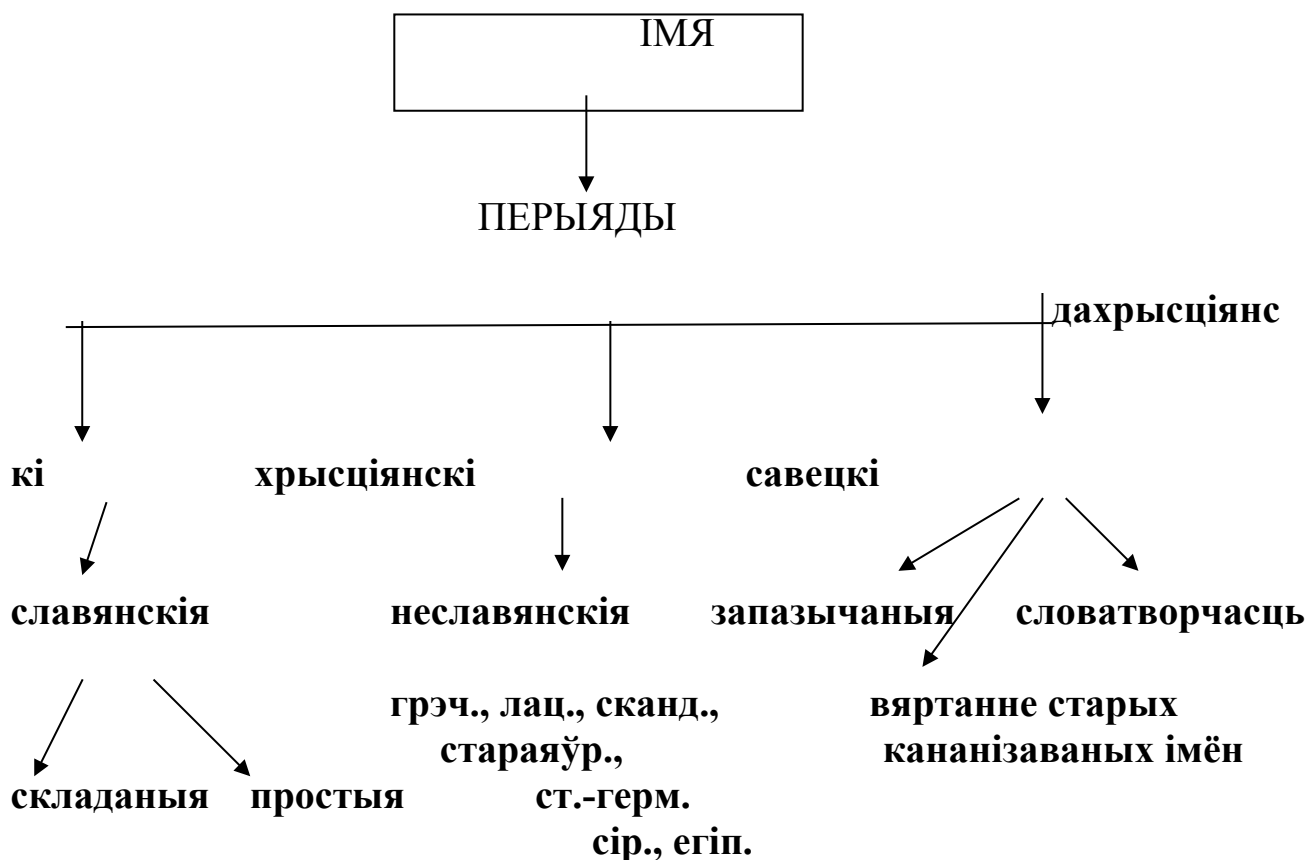 ІМЯ
ПЕРЫЯДЫ
дахрысціянс
кі хрысціянскі савецкі
славянскія неславянскія запазычаныя словатворчасць
грэч., лац., сканд., вяртанне старых
стараяўр., кананізаваных імён
складаныя простыя ст.-герм.
сір., егіп.